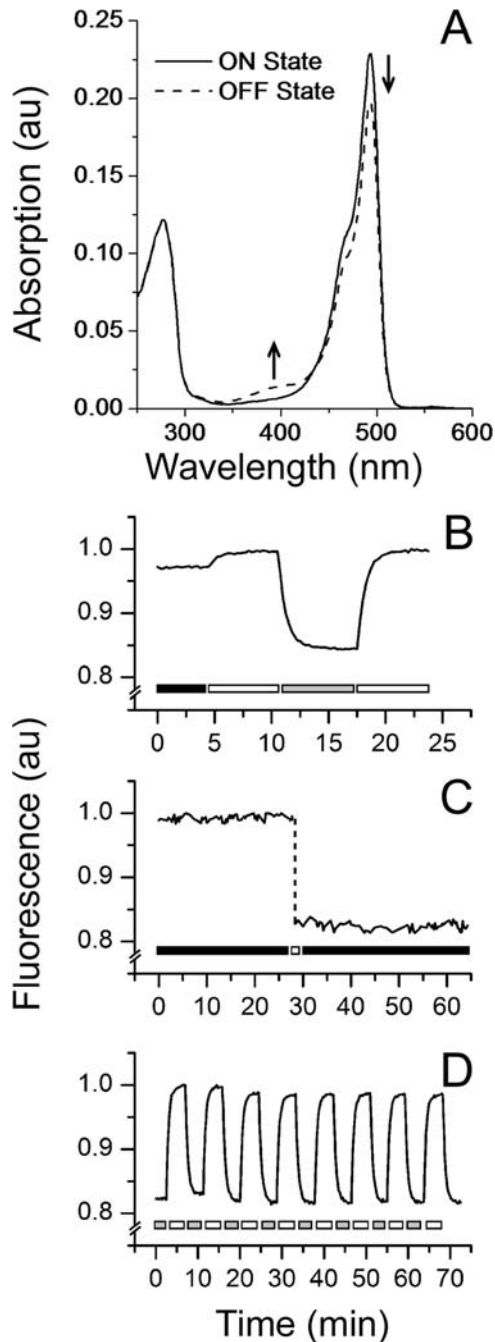 A
ON State
OFF State
0.25
0.20
0.15
0.10
0.05
0.00
Absorption (au)
300 400 500 600
Wavelength (nm)
B
1.0
0.9
0.8
0 5 10 15 20 25
C
1.0
0.9
0.8
0 10 20 30 40 50 60
Fluorescence (au)
D
1.0
0.9
0.8
0 10 20 30 40 50 60 70
Time (min)